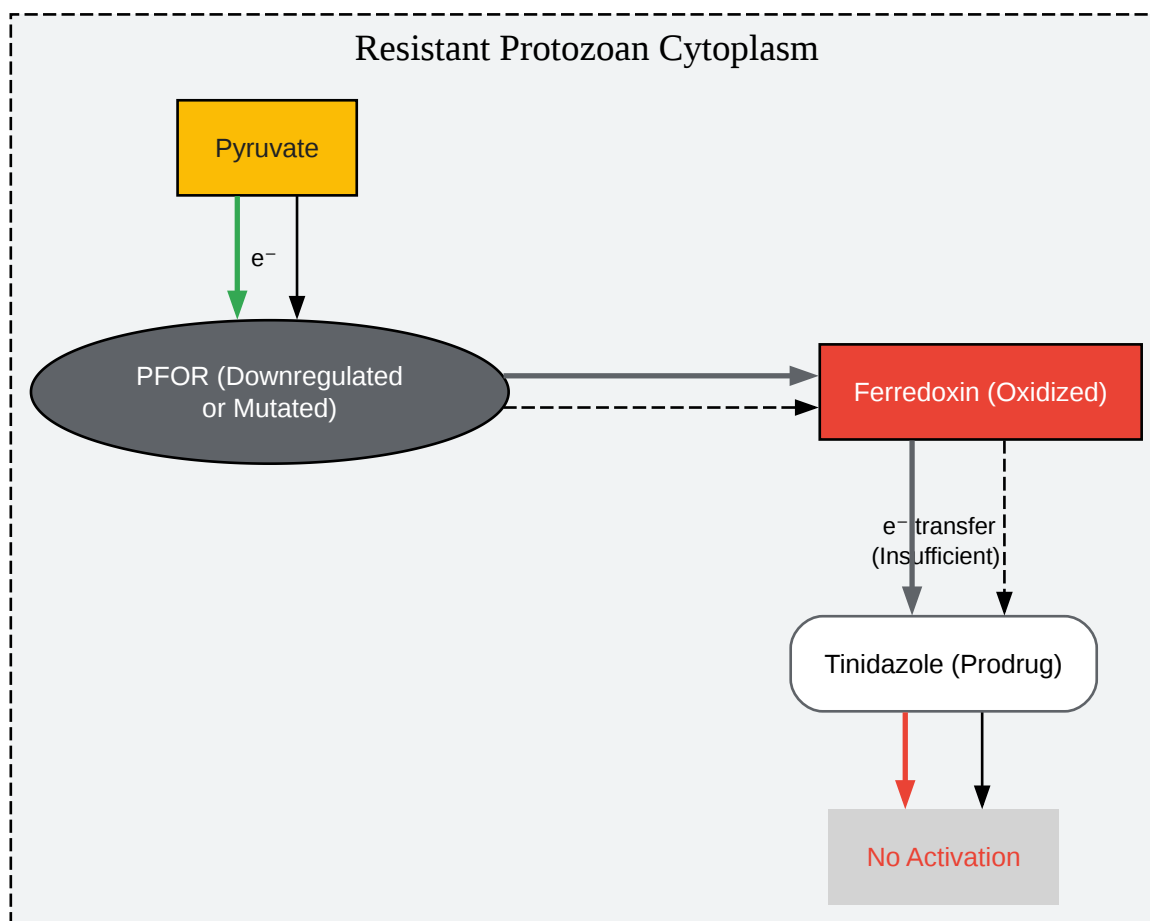 Resistant Protozoan Cytoplasm
Pyruvate
e⁻
PFOR (Downregulated
or Mutated)
Ferredoxin (Oxidized)
e⁻ transfer
(Insufficient)
Tinidazole (Prodrug)
No Activation